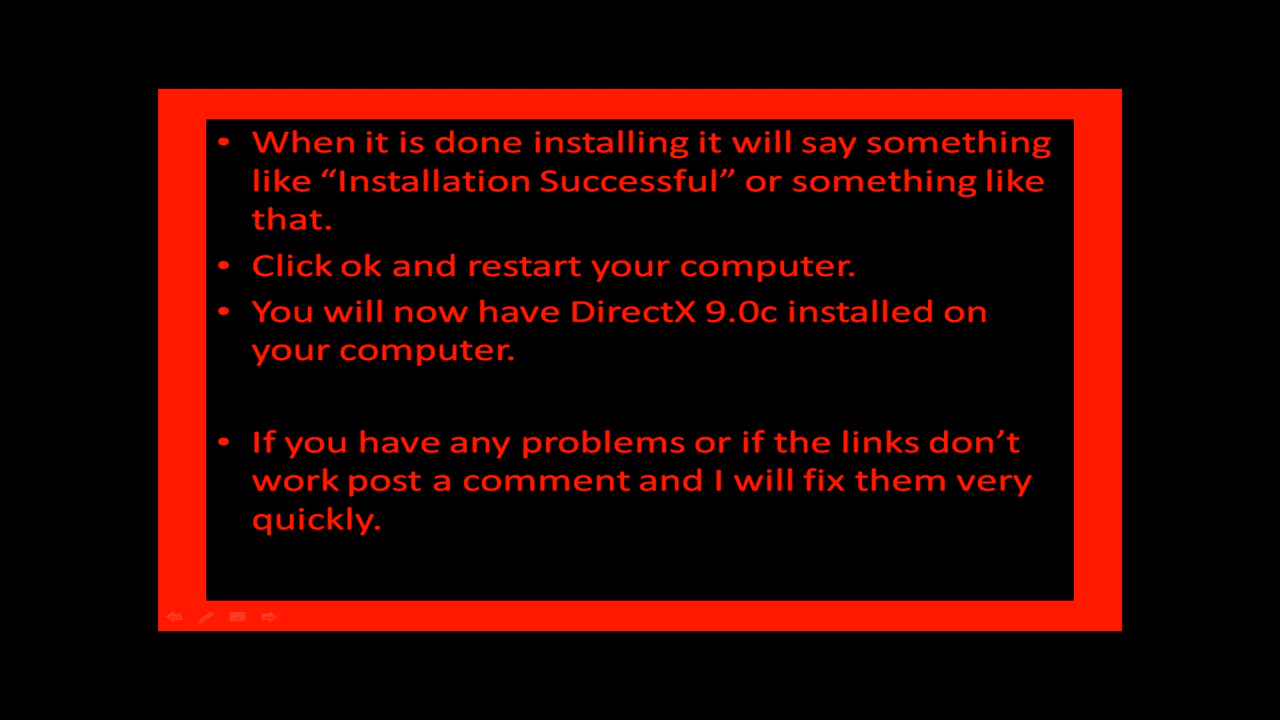 • When it is done installing it will say something
like “Installation Successful” or something like
that.
• Click ok and restart your computer.
• You will now have DirectX 9.0c installed on
your computer.
• If you have any problems or if the links don’t
work post a comment and I will fix them very
quickly.